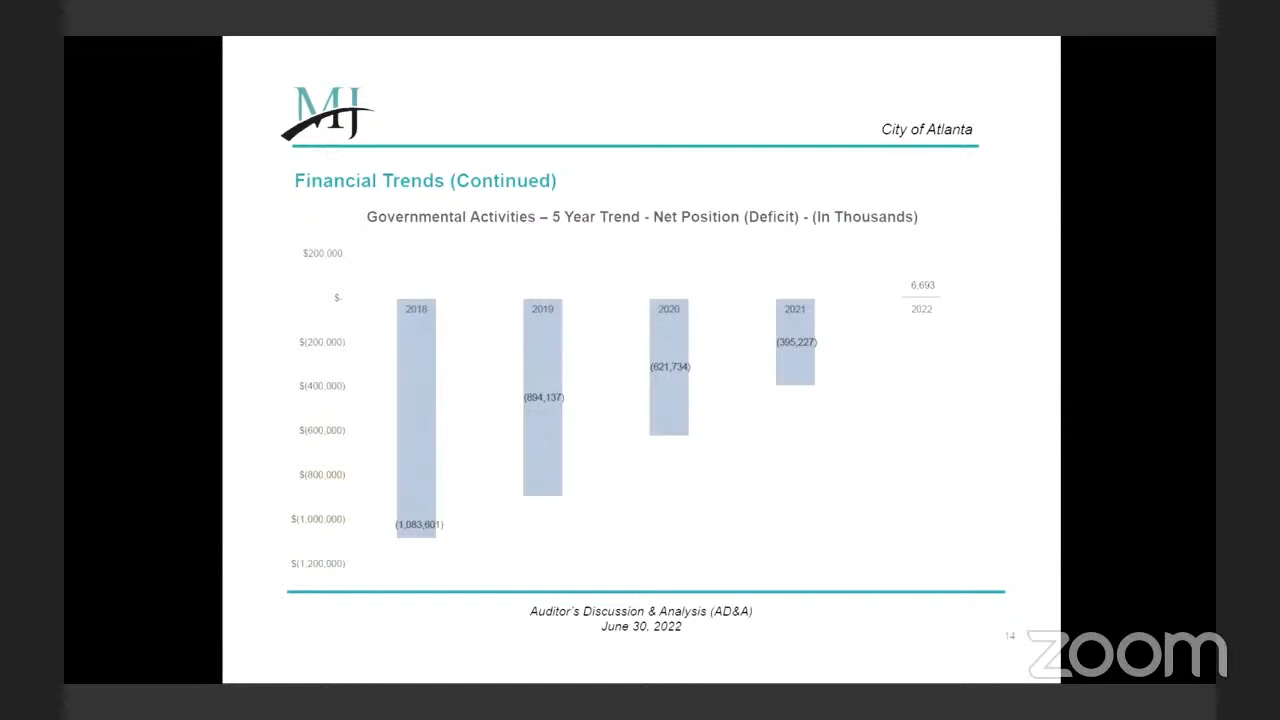 MJ
City of Atlanta
Financial Trends (Continued)
Governmental Activities – 5 Year Trend - Net Position (Deficit) - (In Thousands)
$200,000
$-
$(200,000)
$(400,000)
$(600,000)
$(800,000)
$(1,000,000)
$(1,200,000)
2018
2019
2020
2021
2022
(1,083,601)
(894,137)
(621,734)
(395,227)
6,693
Auditor's Discussion & Analysis (AD&A)
June 30, 2022
14
zoom